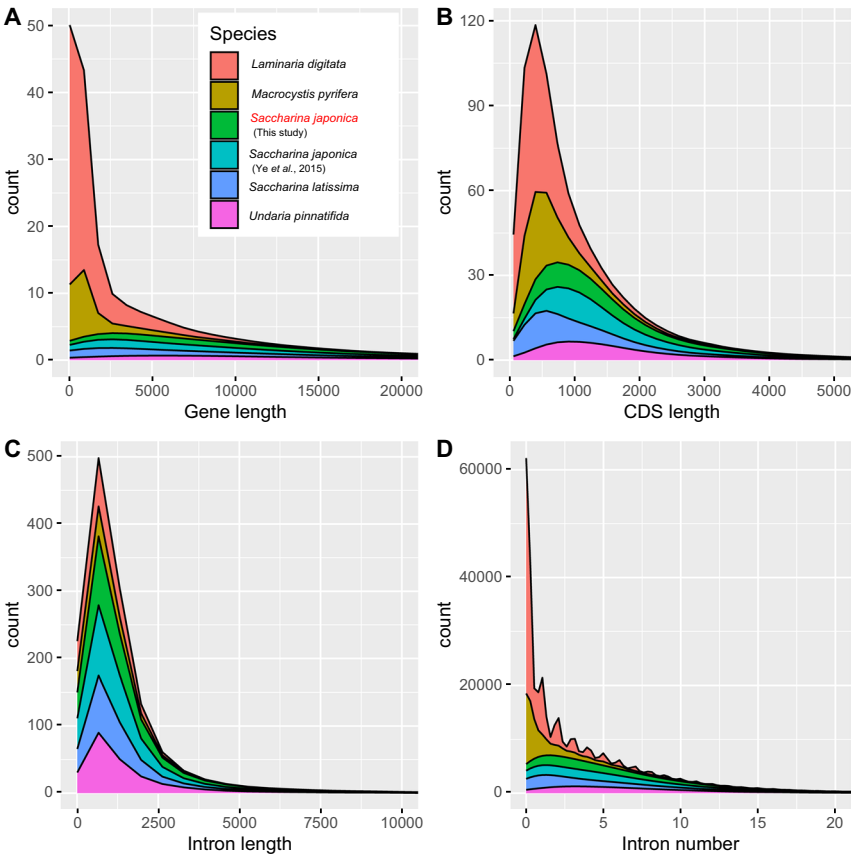 A
50
40
30
20
10
0
count
0 5000 10000 15000 20000
Gene length
Species
Laminaria digitata
Macrocystis pyrifera
Saccharina japonica
(This study)
Saccharina japonica
(Ye et al., 2015)
Saccharina latissima
Undaria pinnatifida
B
120
90
60
30
0
count
0 1000 2000 3000 4000 5000
CDS length
C
500
400
300
200
100
0
count
0 2500 5000 7500 10000
Intron length
D
60000
40000
20000
0
count
0 5 10 15 20
Intron number